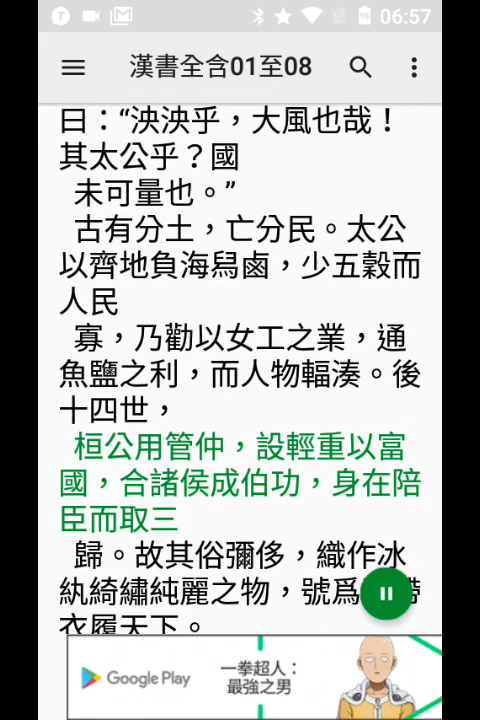 06:57
漢書全含01至08
曰：“泱泱乎，大風也哉！
其太公乎？國
未可量也。”
古有分土，亡分民。太公
以齊地負海舄鹵，少五穀而
人民
寡，乃勸以女工之業，通
魚鹽之利，而人物輻湊。後
十四世，
桓公用管仲，設輕重以富
國，合諸侯成伯功，身在陪
臣而取三
歸。故其俗彌侈，織作冰
紈綺繡純麗之物，號爲帶
衣履天下。
Google Play
一拳超人：
最強之男